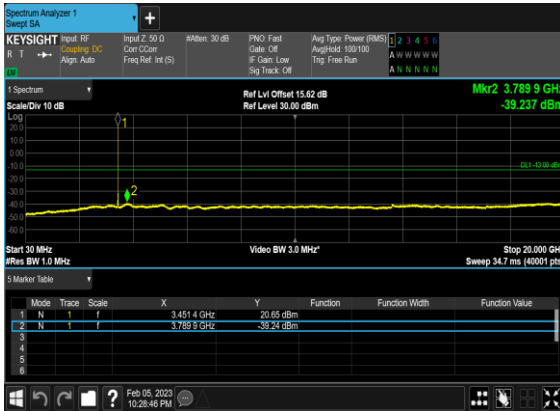 Spectrum Analyzer 1
Swept SA
+
KEYSIGHT Input: RF Input Z: 50 Ω #Atten: 30 dB PNO: Fast Avg Type: Power (RMS) 1 2 3 4 5 6
R T Coupling: DC Corr CCorr Gate: Off Avg|Hold: 100/100 A W W W W W
Align: Auto Freq Ref: Int (S) IF Gain: Low Trig: Free Run
Sig Track: Off A N N N N N
1 Spectrum Ref Lvl Offset 15.62 dB Mkr2 3.789 9 GHz
Scale/Div 10 dB Ref Level 30.00 dBm -39.237 dBm
Log
20.0
10.0
0.00
-10.0
DL1 -13.00 dBm
-20.0
-30.0
-40.0
-50.0
-60.0
1
2
Start 30 MHz Video BW 3.0 MHz* Stop 20.000 GHz
#Res BW 1.0 MHz Sweep 34.7 ms (40001 pts)
5 Marker Table
Mode Trace Scale X Y Function Function Width Function Value
1 N 1 f 3.451 4 GHz 20.65 dBm
2 N 1 f 3.789 9 GHz -39.24 dBm
3
4
5
6
? Feb 05, 2023
10:28:46 PM